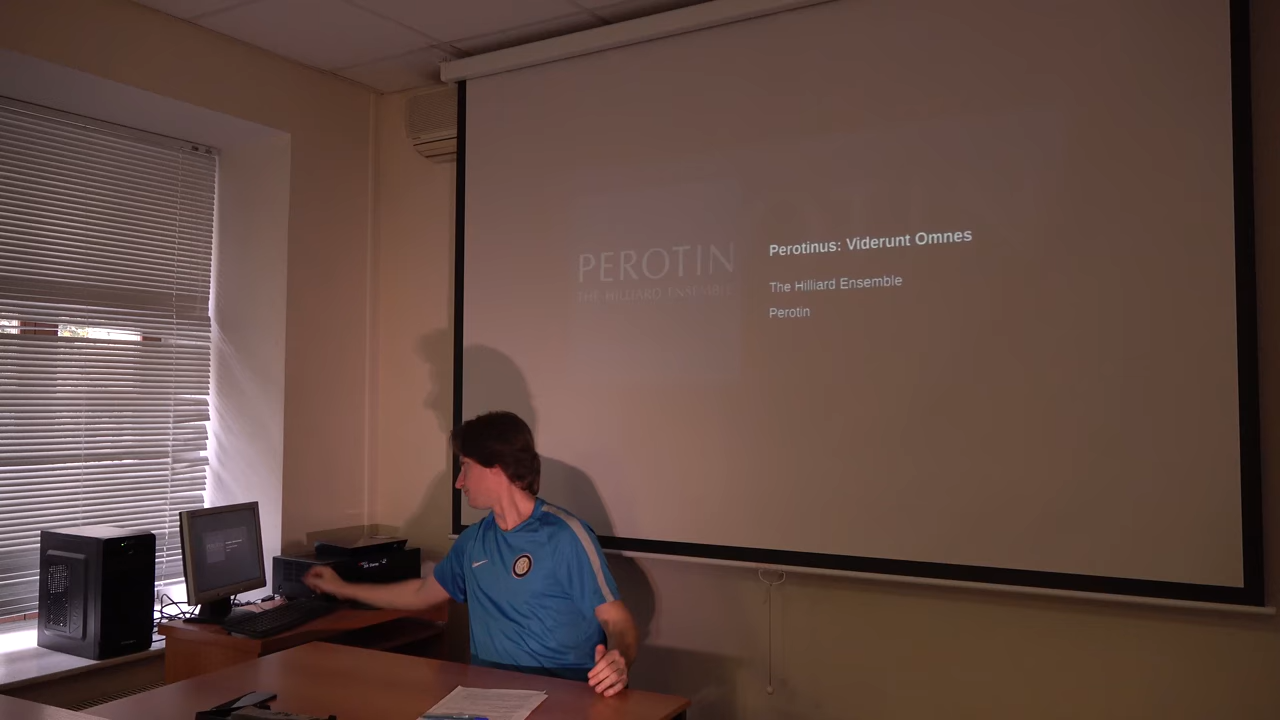 PEROTIN
THE HILLIARD ENSEMBLE
Perotinus: Viderunt Omnes
The Hilliard Ensemble
Perotin